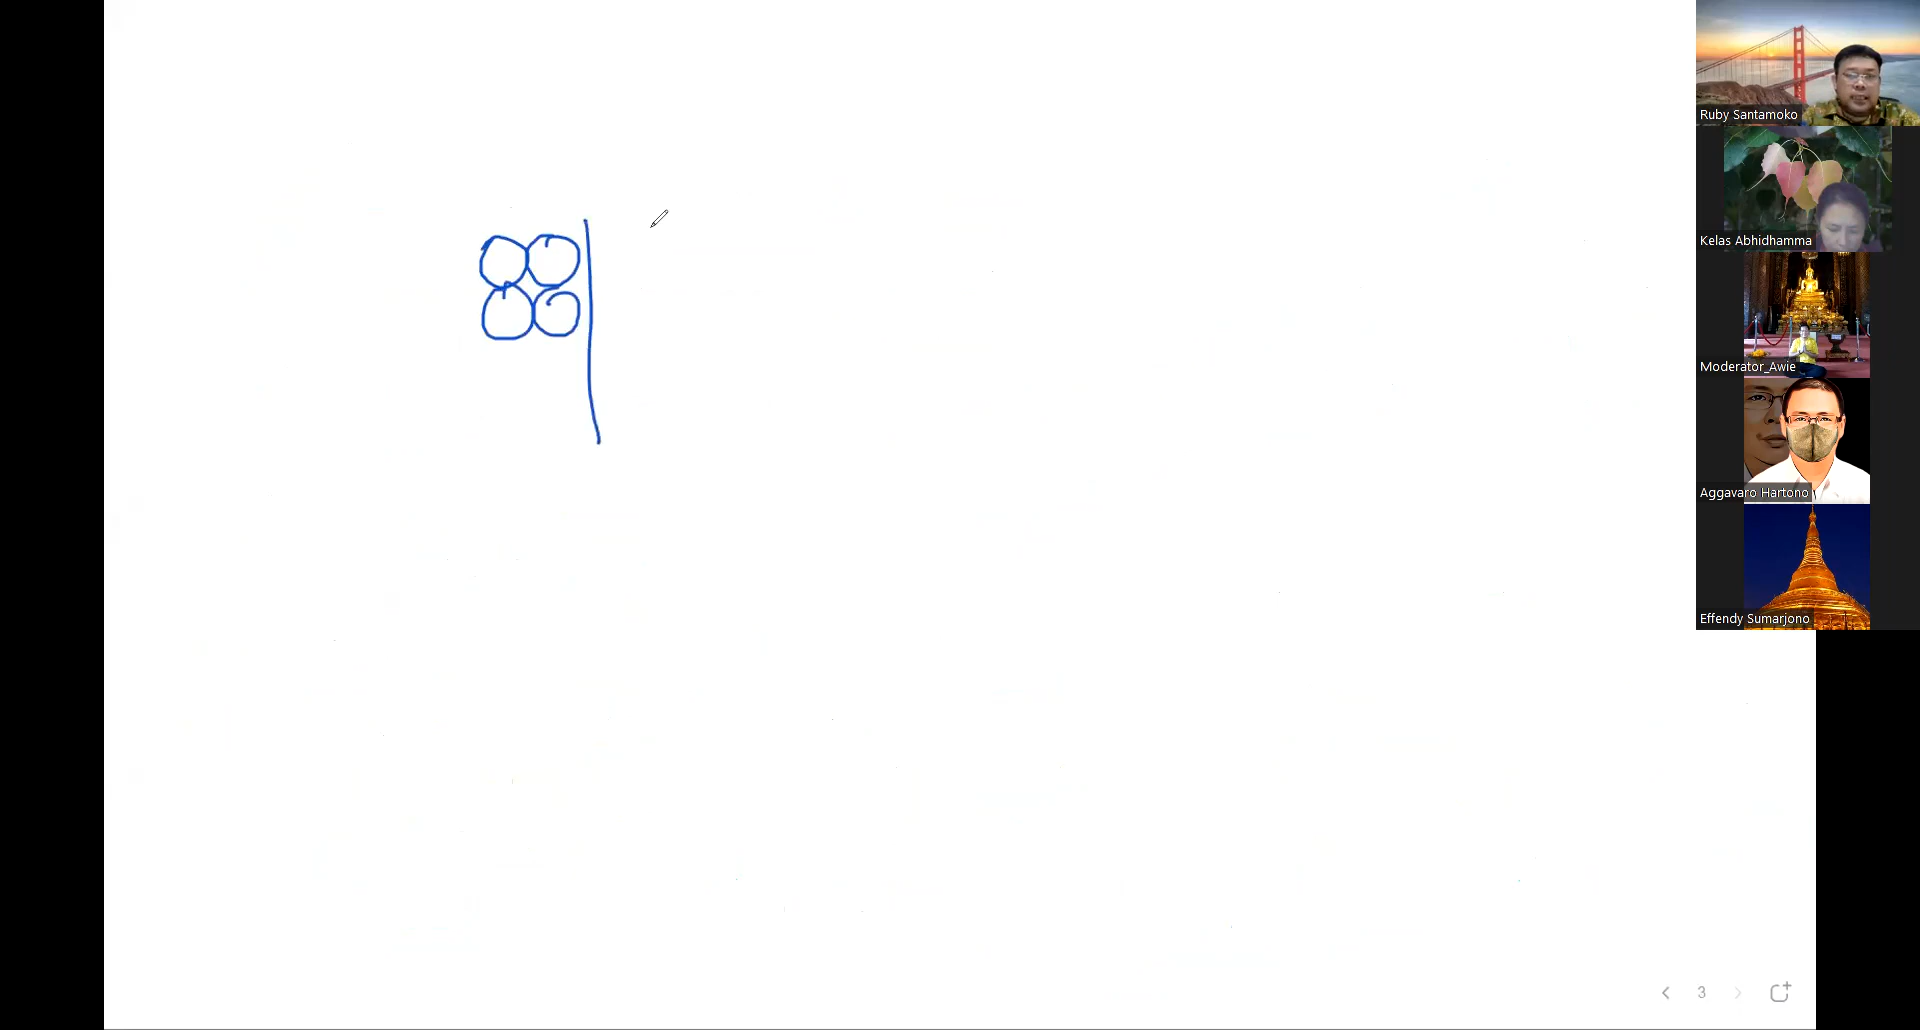 Ruby Santamoko
Kelas Abhidhamma
Moderator_Awie
Aggavaro Hartono
Effendy Sumarjono
3